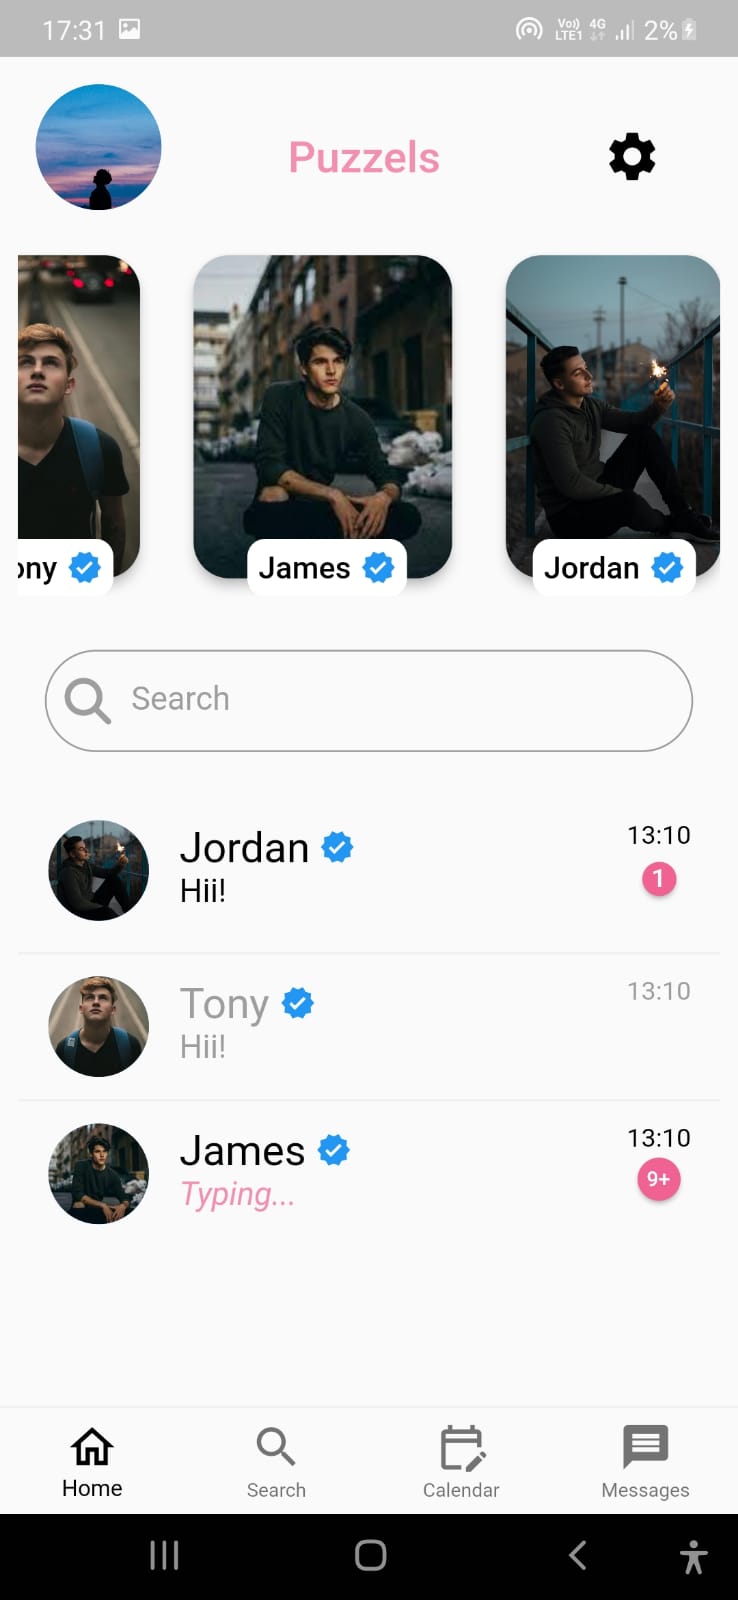 17:31
Vo)) 4G
LTE1
2%
Puzzels
ony
James
Jordan
Search
Jordan
13:10
Hii!
1
Tony
13:10
Hii!
James
13:10
Typing...
9+
Home
Search
Calendar
Messages